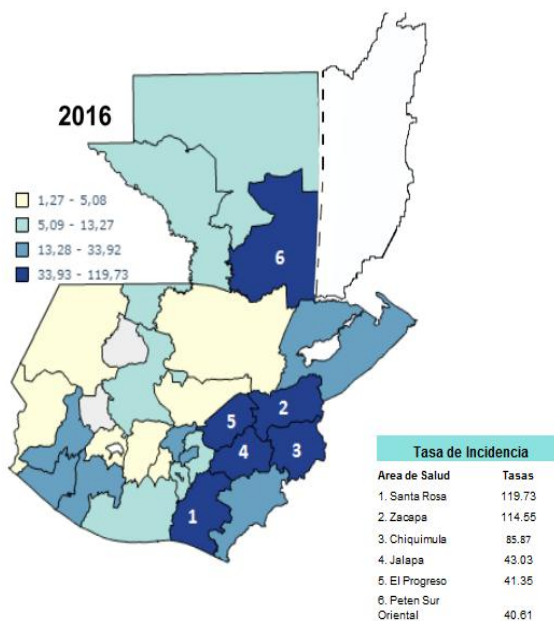 2016
1,27 - 5,08
5,09 - 13,27
13,28 - 33,92
33,93 - 119,73
6
5
2
4
3
1
Tasa de Incidencia
Area de Salud Tasas
1. Santa Rosa 119.73
2. Zacapa 114.55
3. Chiquimula 85.87
4. Jalapa 43.03
5. El Progreso 41.35
6. Peten Sur
Oriental 40.61